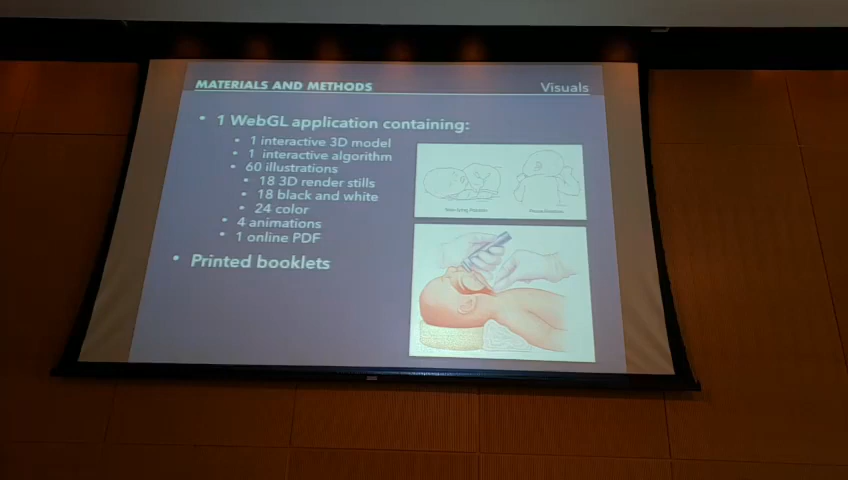 MATERIALS AND METHODS
Visuals
• 1 WebGL application containing:
• 1 interactive 3D model
• 1 interactive algorithm
• 60 illustrations
• 18 3D render stills
• 18 black and white
• 24 color
• 4 animations
• 1 online PDF
• Printed booklets